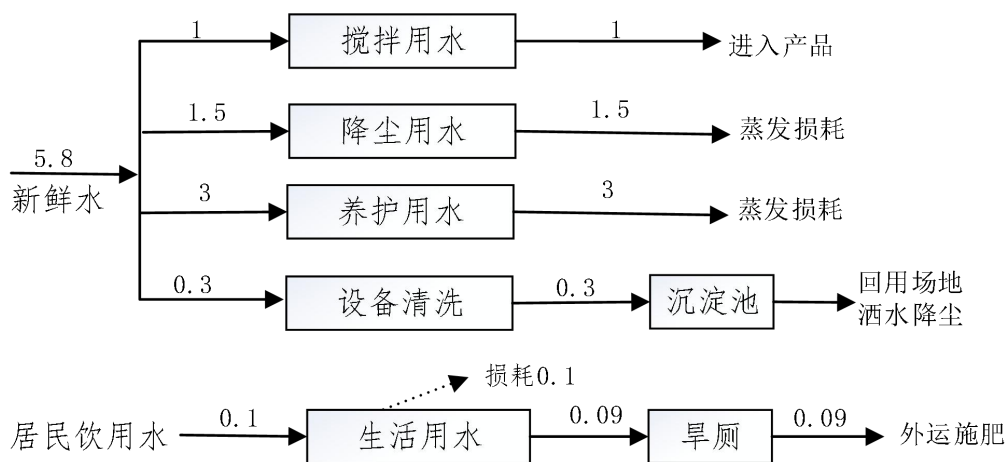 1 搅拌用水 1 进入产品
1.5 降尘用水 1.5 蒸发损耗
5.8
新鲜水
3 养护用水 3 蒸发损耗
0.3 设备清洗 0.3 沉淀池 回用场地
洒水降尘
损耗0.1
居民饮用水 0.1 生活用水 0.09 旱厕 0.09 外运施肥